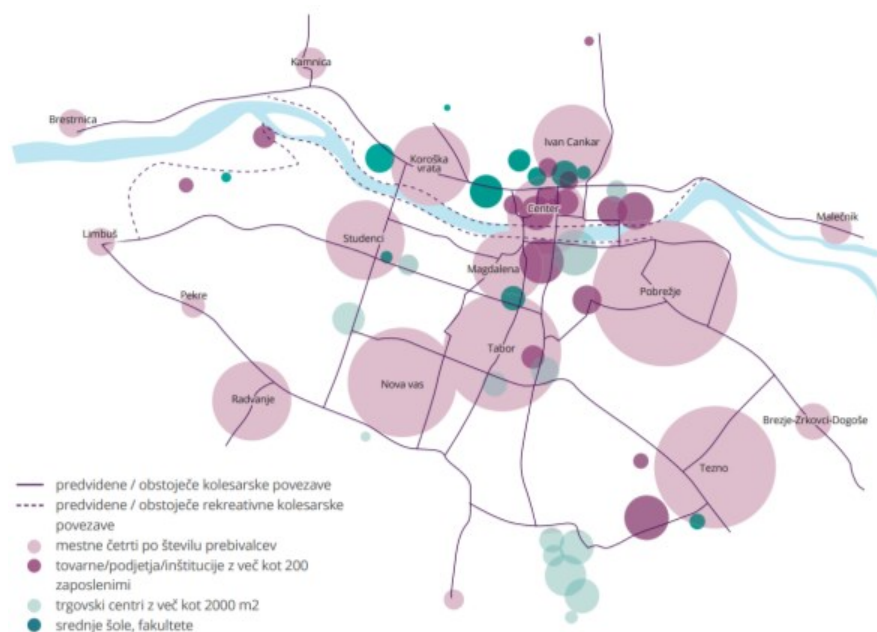 Kamnica
Brestrnica
Ivan Cankar
Koroška
vrata
Center
Malečnik
Limbuš
Studenci
Magdalena
Pekre
Pobrežje
Tabor
Nova vas
Radvanje
Brezje-Zrkovci-Dogoše
Tezno
predvidene / obstoječe kolesarske povezave
predvidene / obstoječe rekreativne kolesarske
povezave
mestne četrti po številu prebivalcev
tovarne/podjetja/inštitucije z več kot 200
zaposlenimi
trgovski centri z več kot 2000 m2
srednje šole, fakultete